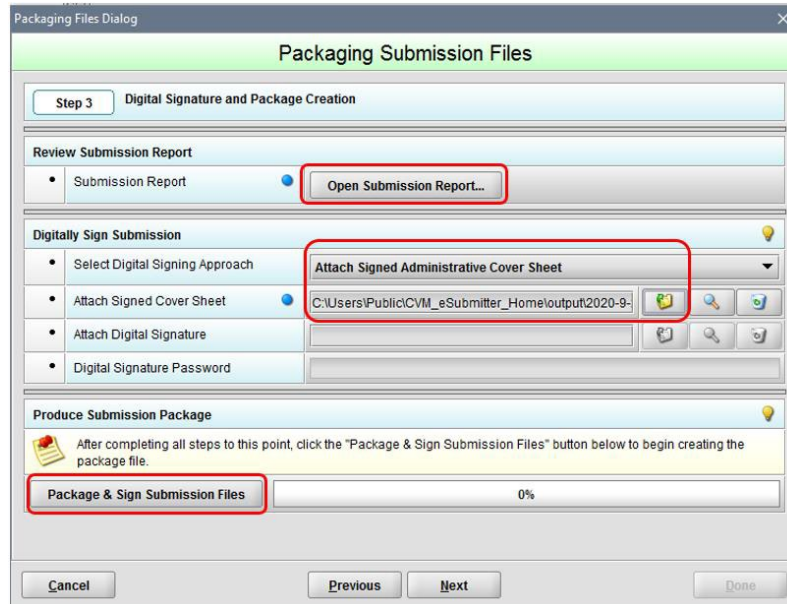 Packaging Files Dialog
Packaging Submission Files
Step 3
Digital Signature and Package Creation
Review Submission Report
Submission Report
Open Submission Report...
Digitally Sign Submission
Select Digital Signing Approach
Attach Signed Administrative Cover Sheet
Attach Signed Cover Sheet
C:\Users\Public\CVM_eSubmitter_Home\output\2020-9-
Attach Digital Signature
Digital Signature Password
Produce Submission Package
After completing all steps to this point, click the "Package & Sign Submission Files" button below to begin creating the
package file.
Package & Sign Submission Files
0%
Cancel
Previous
Next
Done